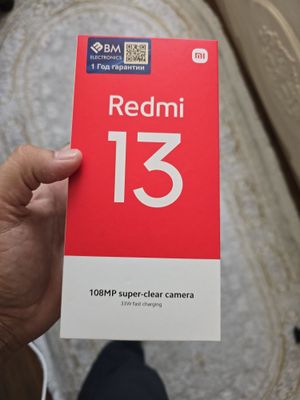 BM
ELECTRONICS
1 Год гарантии
mi
Redmi
13
108MP super-clear camera
33W fast charging